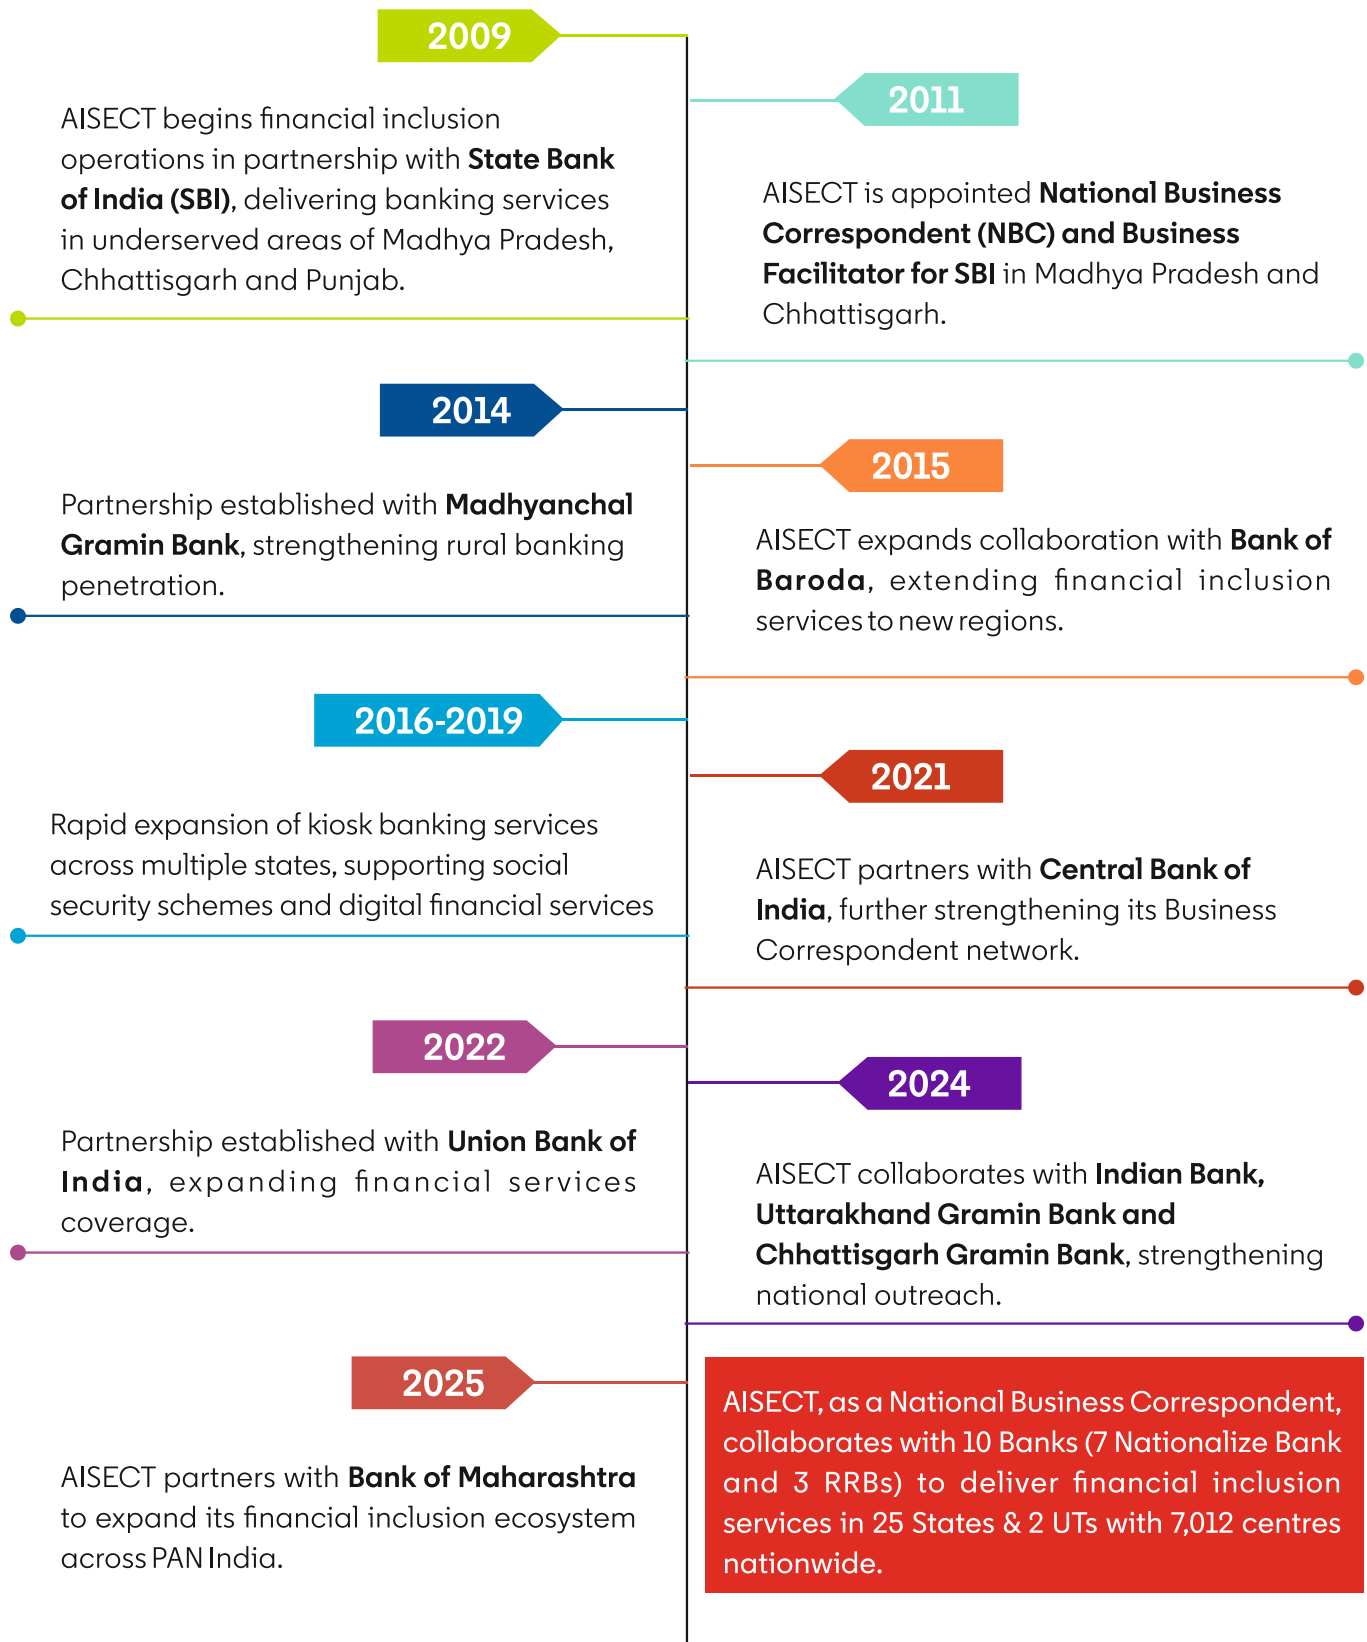 2009
AISECT begins financial inclusion
operations in partnership with State Bank
of India (SBI), delivering banking services
in underserved areas of Madhya Pradesh,
Chhattisgarh and Punjab.
2011
AISECT is appointed National Business
Correspondent (NBC) and Business
Facilitator for SBI in Madhya Pradesh and
Chhattisgarh.
2014
Partnership established with Madhyanchal
Gramin Bank, strengthening rural banking
penetration.
2015
AISECT expands collaboration with Bank of
Baroda, extending financial inclusion
services to new regions.
2016-2019
Rapid expansion of kiosk banking services
across multiple states, supporting social
security schemes and digital financial services
2021
AISECT partners with Central Bank of
India, further strengthening its Business
Correspondent network.
2022
Partnership established with Union Bank of
India, expanding financial services
coverage.
2024
AISECT collaborates with Indian Bank,
Uttarakhand Gramin Bank and
Chhattisgarh Gramin Bank, strengthening
national outreach.
2025
AISECT partners with Bank of Maharashtra
to expand its financial inclusion ecosystem
across PAN India.
AISECT, as a National Business Correspondent,
collaborates with 10 Banks (7 Nationalize Bank
and 3 RRBs) to deliver financial inclusion
services in 25 States & 2 UTs with 7,012 centres
nationwide.